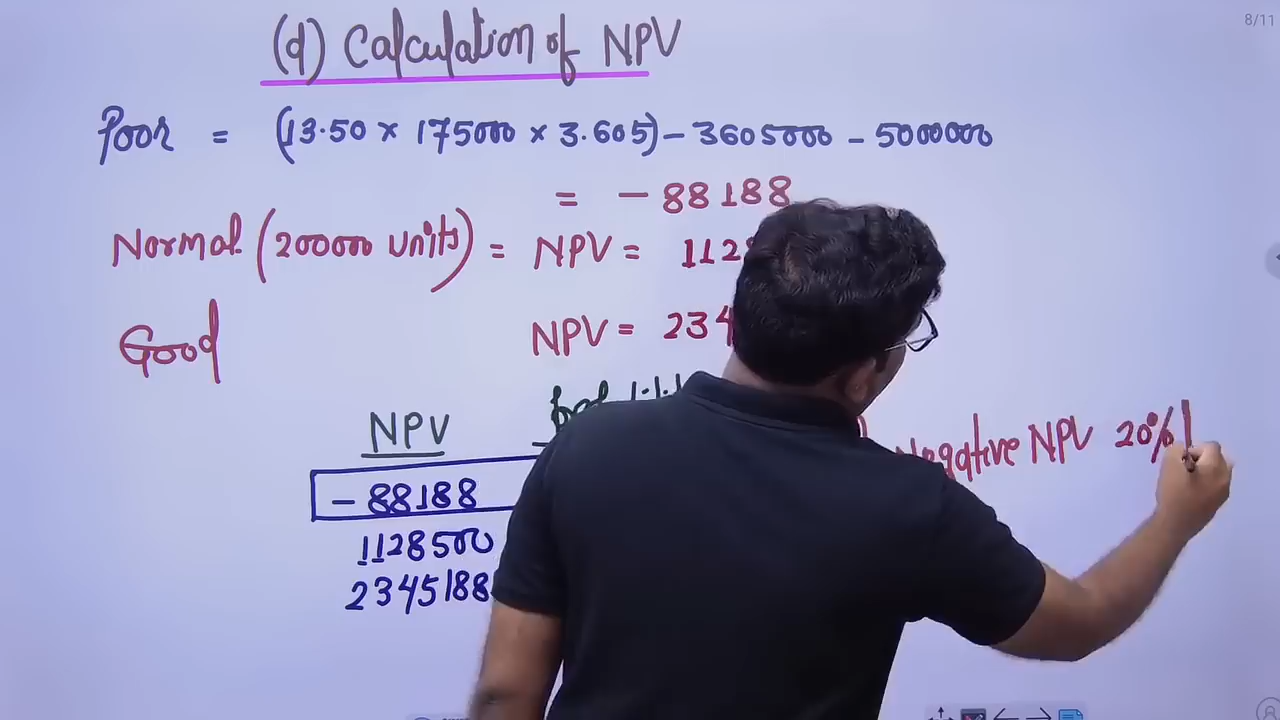 8/11
(d) Calculation of NPV
Poor = (13.50 × 175000 × 3.605) - 3605000 - 5000000
= - 88188
Normal (200000 units) = NPV = 112
Good NPV = 234
NPV
Negative NPV 20%
- 88188
1128500
2345188